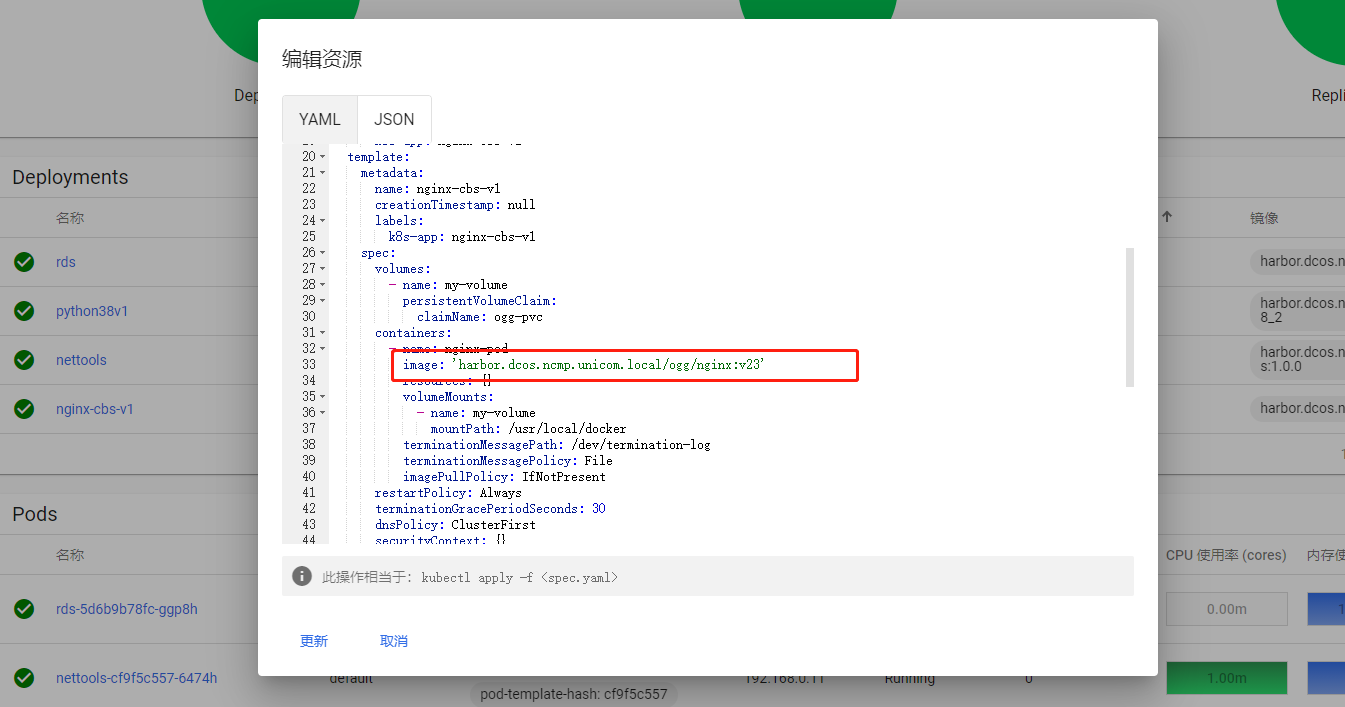 编辑资源
YAML JSON
20 template:
21 metadata:
22 name: nginx-cbs-v1
23 creationTimestamp: null
24 labels:
25 k8s-app: nginx-cbs-v1
26 spec:
27 volumes:
28 - name: my-volume
29 persistentVolumeClaim:
30 claimName: ogg-pvc
31 containers:
32 - name: nginx-pod
33 image: 'harbor.dcos.ncmp.unicom.local/ogg/nginx:v23'
34 resources: {}
35 volumeMounts:
36 - name: my-volume
37 mountPath: /usr/local/docker
38 terminationMessagePath: /dev/termination-log
39 terminationMessagePolicy: File
40 imagePullPolicy: IfNotPresent
41 restartPolicy: Always
42 terminationGracePeriodSeconds: 30
43 dnsPolicy: ClusterFirst
44 securityContext: {}
此操作相当于: kubectl apply -f <spec.yaml>
更新 取消
Dep
Repli
Deployments
名称
镜像
rds
harbor.dcos.n
python38v1
harbor.dcos.n
8_2
nettools
harbor.dcos.n
s:1.0.0
nginx-cbs-v1
harbor.dcos.n
Pods
名称
CPU 使用率 (cores)
内存使
rds-5d6b9b78fc-ggp8h
0.00m
nettools-cf9f5c557-6474h
default
pod-template-hash: cf9f5c557
192.168.0.11
Running
0
1.00m